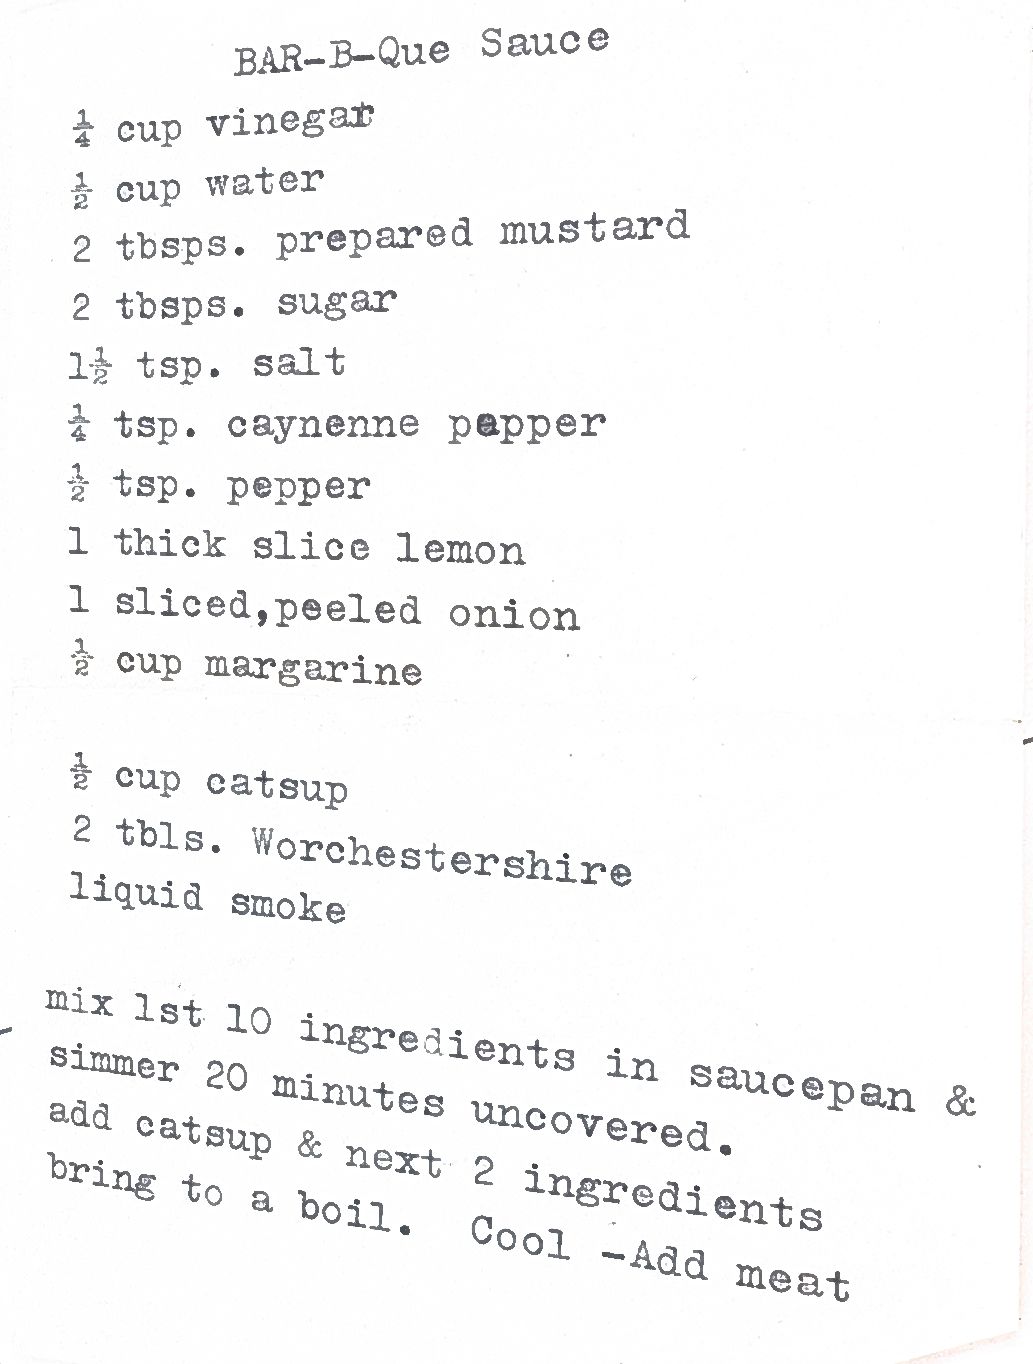 BAR-B-Que Sauce
¼ cup vinegar
½ cup water
2 tbsps. prepared mustard
2 tbsps. sugar
1½ tsp. salt
¼ tsp. caynenne pepper
½ tsp. pepper
1 thick slice lemon
1 sliced,peeled onion
½ cup margarine
½ cup catsup
2 tbls. Worchestershire
liquid smoke
mix 1st 10 ingredients in saucepan &
simmer 20 minutes uncovered.
add catsup & next 2 ingredients
bring to a boil. Cool -Add meat